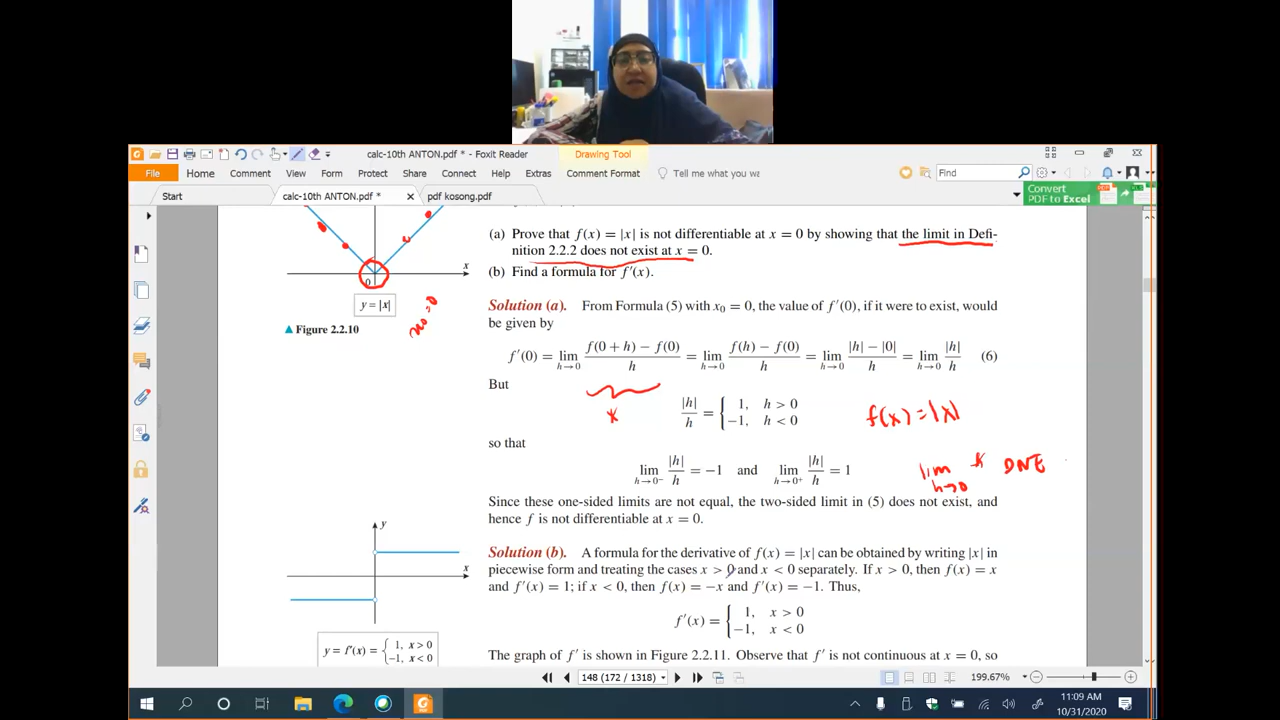 calc-10th ANTON.pdf * - Foxit Reader
Drawing Tool
File
Home
Comment
View
Form
Protect
Share
Connect
Help
Extras
Comment Format
Tell me what you wa
Find
Start
calc-10th ANTON.pdf *
pdf kosong.pdf
Convert
PDF to Excel
(a) Prove that f(x) = |x| is not differentiable at x = 0 by showing that the limit in Defi-
nition 2.2.2 does not exist at x = 0.
(b) Find a formula for f′(x).
x
0
y = |x|
▲ Figure 2.2.10
Solution (a). From Formula (5) with x₀ = 0, the value of f′(0), if it were to exist, would
be given by
f′(0) = lim h→0 f(0 + h) − f(0) / h = lim h→0 f(h) − f(0) / h = lim h→0 |h| − |0| / h = lim h→0 |h| / h (6)
But
*
|h| / h = { 1, h > 0
−1, h < 0
f(x) = |x|
so that
lim h→0⁻ |h| / h = −1 and lim h→0⁺ |h| / h = 1
lim h→0 * DNE
Since these one-sided limits are not equal, the two-sided limit in (5) does not exist, and
hence f is not differentiable at x = 0.
y
x
y = f′(x) = { 1, x > 0
−1, x < 0
Solution (b). A formula for the derivative of f(x) = |x| can be obtained by writing |x| in
piecewise form and treating the cases x > 0 and x < 0 separately. If x > 0, then f(x) = x
and f′(x) = 1; if x < 0, then f(x) = −x and f′(x) = −1. Thus,
f′(x) = { 1, x > 0
−1, x < 0
The graph of f′ is shown in Figure 2.2.11. Observe that f′ is not continuous at x = 0, so
148 (172 / 1318)
199.67%
11:09 AM
10/31/2020